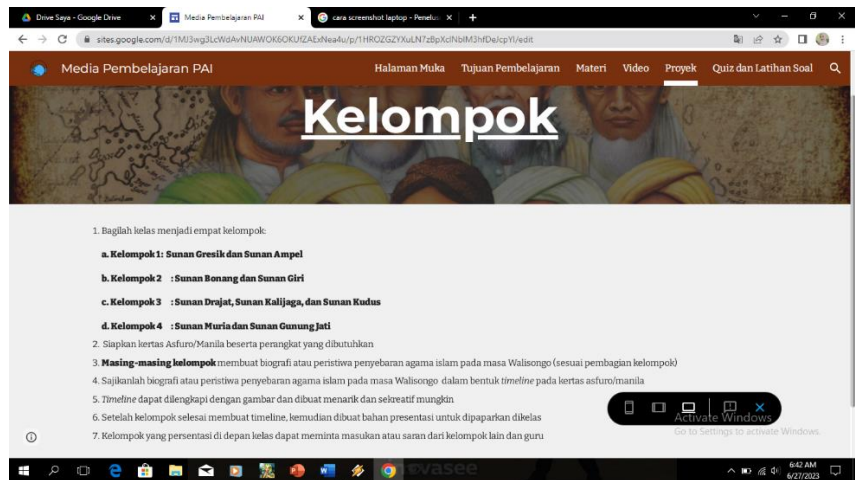 Drive Saya - Google Drive
Media Pembelajaran PAI
cara screenshot laptop - Penelus
sites.google.com/d/1MJ3wg3LcWdAvNUAWOK6OKUfZAExNea4u/p/1HROZGZYXuLN7zBpXclNbIM3hfDeJcpYI/edit
Media Pembelajaran PAI
Halaman Muka Tujuan Pembelajaran Materi Video Proyek Quiz dan Latihan Soal
Kelompok
1. Bagilah kelas menjadi empat kelompok:
a. Kelompok 1: Sunan Gresik dan Sunan Ampel
b. Kelompok 2 : Sunan Bonang dan Sunan Giri
c. Kelompok 3 : Sunan Drajat, Sunan Kalijaga, dan Sunan Kudus
d. Kelompok 4 : Sunan Muria dan Sunan Gunung Jati
2. Siapkan kertas Asfuro/Manila beserta perangkat yang dibutuhkan
3. Masing-masing kelompok membuat biografi atau peristiwa penyebaran agama islam pada masa Walisongo (sesuai pembagian kelompok)
4. Sajikanlah biografi atau peristiwa penyebaran agama islam pada masa Walisongo dalam bentuk timeline pada kertas asfuro/manila
5. Timeline dapat dilengkapi dengan gambar dan dibuat menarik dan sekreatif mungkin
6. Setelah kelompok selesai membuat timeline, kemudian dibuat bahan presentasi untuk dipaparkan dikelas
7. Kelompok yang persentasi di depan kelas dapat meminta masukan atau saran dari kelompok lain dan guru
Activate Windows
Go to Settings to activate Windows.
6:42 AM
6/27/2023